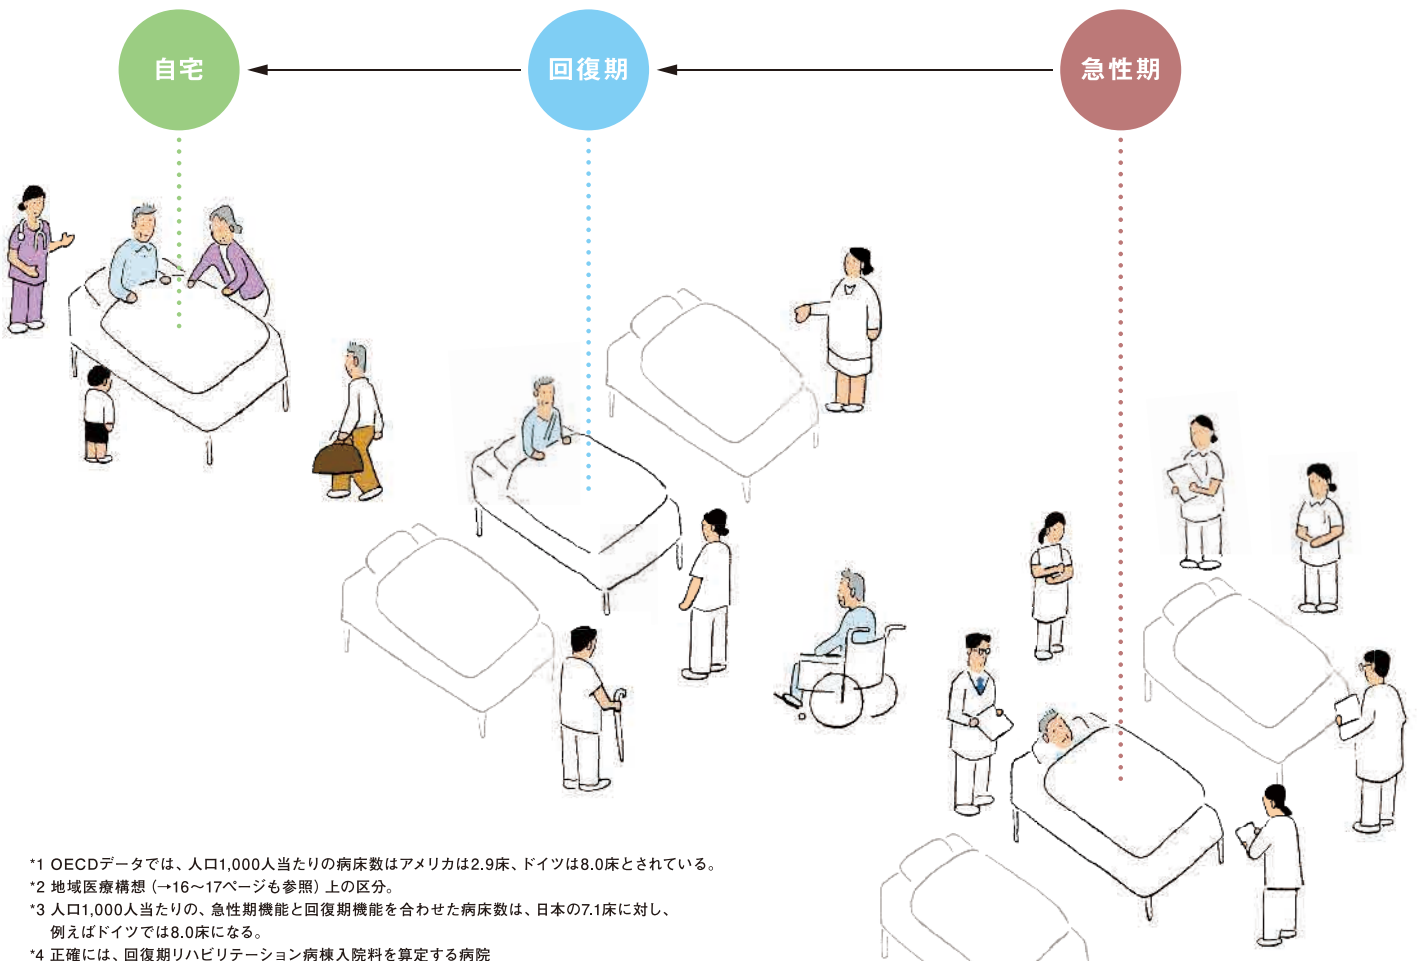 自宅
回復期
急性期
*1 OECDデータでは、人口1,000人当たりの病床数はアメリカは2.9床、ドイツは8.0床とされている。
*2 地域医療構想（→16〜17ページも参照）上の区分。
*3 人口1,000人当たりの、急性期機能と回復期機能を合わせた病床数は、日本の7.1床に対し、
例えばドイツでは8.0床になる。
*4 正確には、回復期リハビリテーション病棟入院料を算定する病院